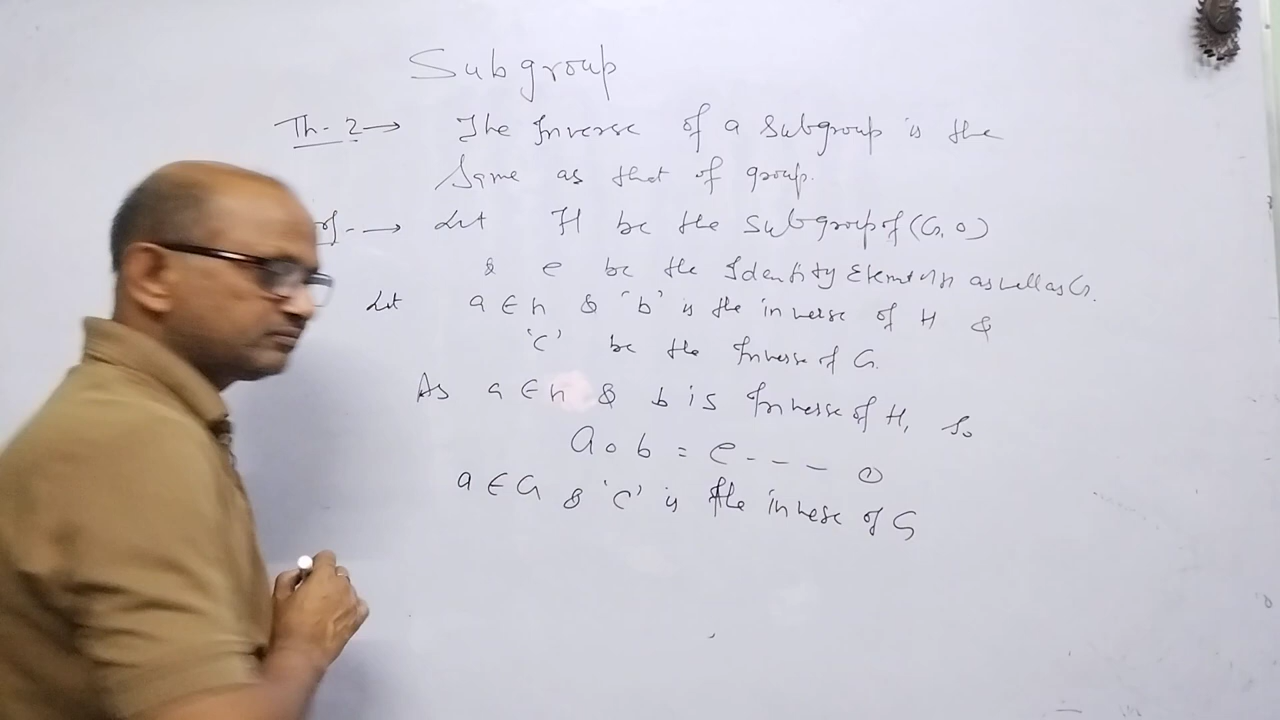 Subgroup
Th-2→ The Inverse of a Subgroup is the
Same as that of group.
f.→ Let H be the Subgroup of (G, o)
& e be the Identity Element of H as well as G.
Let a ∈ h & 'b' is the inverse of H &
'C' be the Inverse of G.
As a ∈ h & b is Inverse of H, So
a o b = e - - - ①
a ∈ G & 'C' is the inverse of G